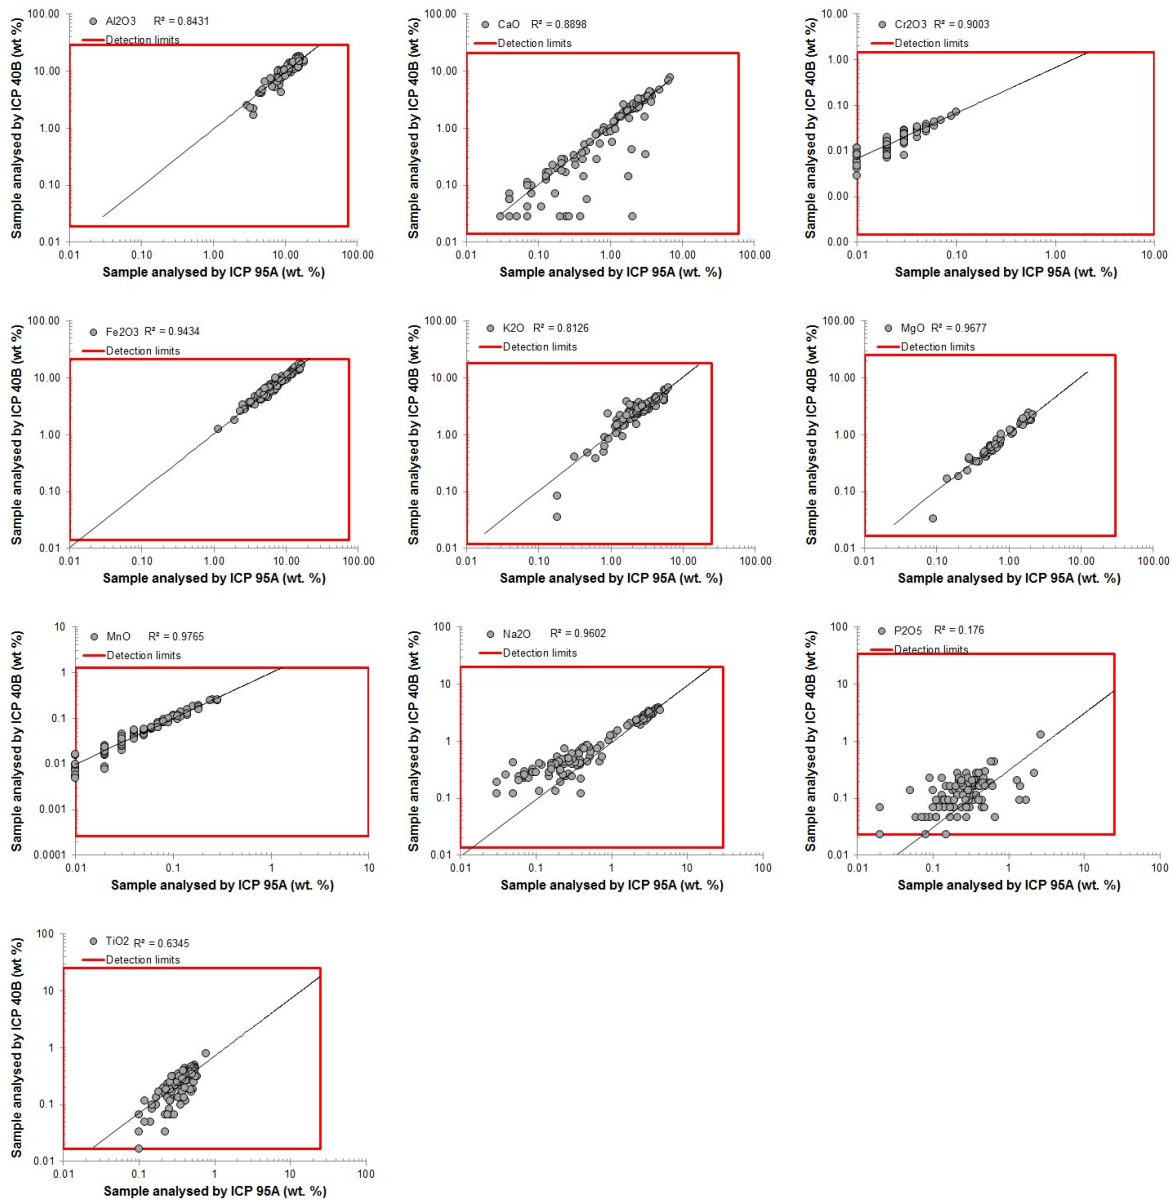 Al2O3 R² = 0.8431
Detection limits
Sample analysed by ICP 40B (wt %)
100.00
10.00
1.00
0.10
0.01
0.01 0.10 1.00 10.00 100.00
Sample analysed by ICP 95A (wt. %)
CaO R² = 0.8898
Detection limits
Sample analysed by ICP 40B (wt %)
100.00
10.00
1.00
0.10
0.01
0.01 0.10 1.00 10.00 100.00
Sample analysed by ICP 95A (wt. %)
Cr2O3 R² = 0.9003
Detection limits
Sample analysed by ICP 40B (wt %)
10.00
1.00
0.10
0.01
0.00
0.00
0.01 0.10 1.00 10.00
Sample analysed by ICP 95A (wt. %)
Fe2O3 R² = 0.9434
Detection limits
Sample analysed by ICP 40B (wt %)
100.00
10.00
1.00
0.10
0.01
0.01 0.10 1.00 10.00 100.00
Sample analysed by ICP 95A (wt. %)
K2O R² = 0.8126
Detection limits
Sample analysed by ICP 40B (wt %)
100.00
10.00
1.00
0.10
0.01
0.01 0.10 1.00 10.00 100.00
Sample analysed by ICP 95A (wt. %)
MgO R² = 0.9677
Detection limits
Sample analysed by ICP 40B (wt %)
100.00
10.00
1.00
0.10
0.01
0.01 0.10 1.00 10.00 100.00
Sample analysed by ICP 95A (wt. %)
MnO R² = 0.9765
Detection limits
Sample analysed by ICP 40B (wt %)
10
1
0.1
0.01
0.001
0.0001
0.01 0.1 1 10
Sample analysed by ICP 95A (wt. %)
Na2O R² = 0.9602
Detection limits
Sample analysed by ICP 40B (wt %)
100
10
1
0.1
0.01
0.01 0.1 1 10 100
Sample analysed by ICP 95A (wt. %)
P2O5 R² = 0.176
Detection limits
Sample analysed by ICP 40B (wt %)
100
10
1
0.1
0.01
0.01 0.1 1 10 100
Sample analysed by ICP 95A (wt. %)
TiO2 R² = 0.6345
Detection limits
Sample analysed by ICP 40B (wt %)
100
10
1
0.1
0.01
0.01 0.1 1 10 100
Sample analysed by ICP 95A (wt. %)